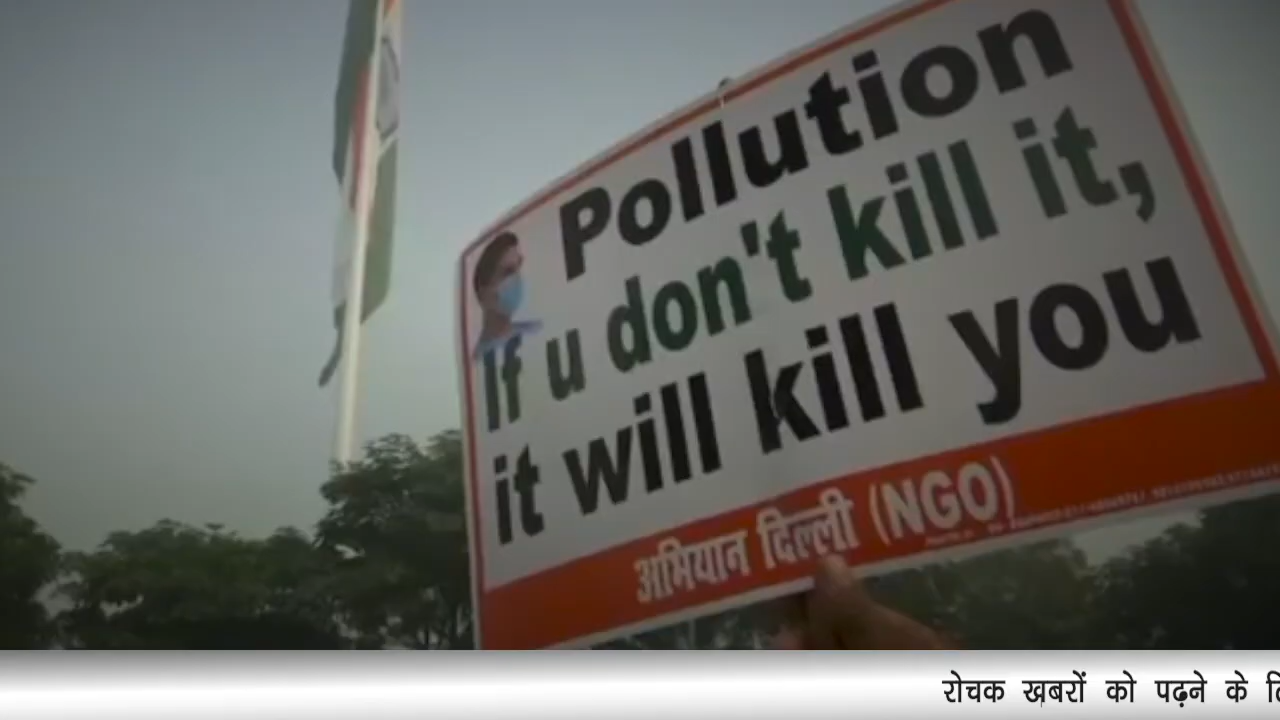 Pollution
If u don't kill it,
it will kill you
अभियान दिल्ली (NGO)
रोचक ख़बरों को पढ़ने के